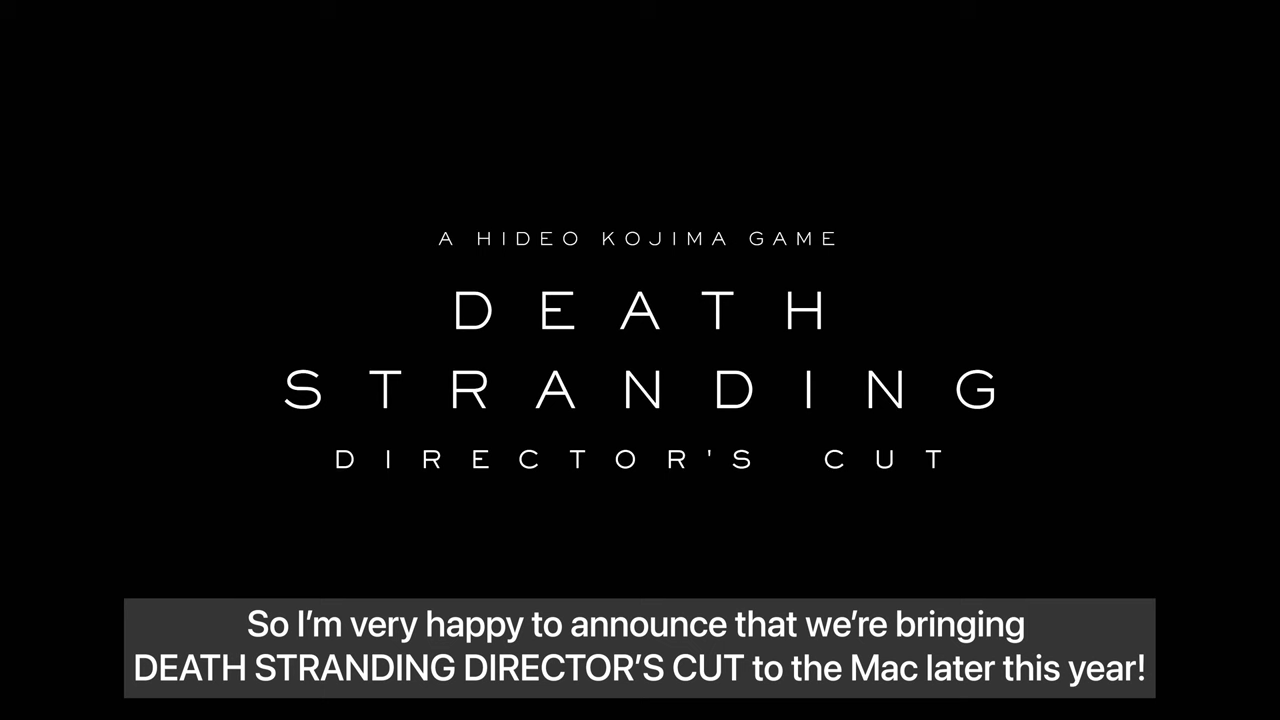 A HIDEO KOJIMA GAME
DEATH
STRANDING
DIRECTOR'S CUT
So I’m very happy to announce that we’re bringing
DEATH STRANDING DIRECTOR’S CUT to the Mac later this year!